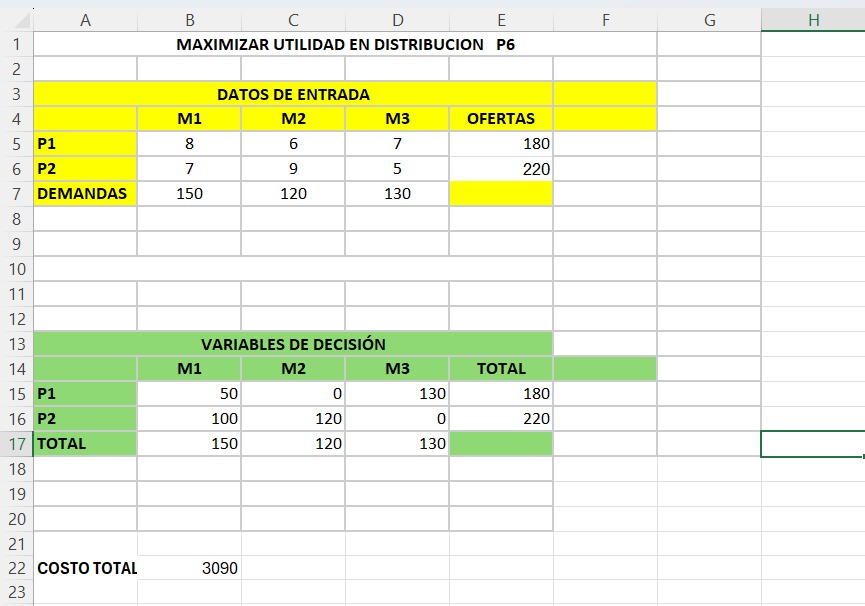 A B C D E F G H
1 MAXIMIZAR UTILIDAD EN DISTRIBUCION P6
2
3 DATOS DE ENTRADA
4 M1 M2 M3 OFERTAS
5 P1 8 6 7 180
6 P2 7 9 5 220
7 DEMANDAS 150 120 130
8
9
10
11
12
13 VARIABLES DE DECISIÓN
14 M1 M2 M3 TOTAL
15 P1 50 0 130 180
16 P2 100 120 0 220
17 TOTAL 150 120 130
18
19
20
21
22 COSTO TOTAL 3090
23